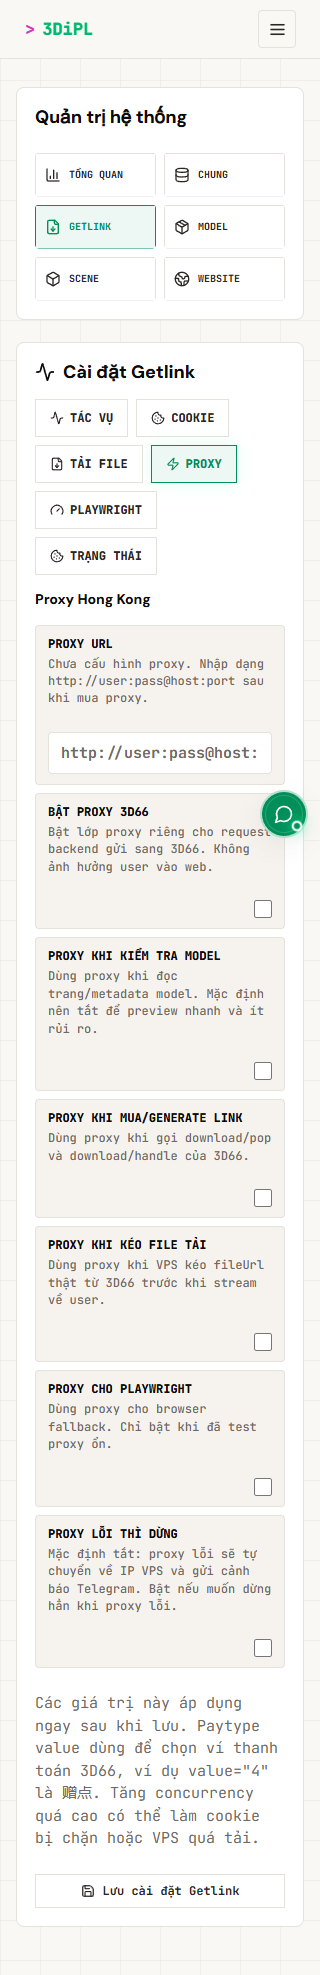 > 3DiPL
Quản trị hệ thống
TỔNG QUAN
CHUNG
GETLINK
MODEL
SCENE
WEBSITE
Cài đặt Getlink
TÁC VỤ
COOKIE
TẢI FILE
PROXY
PLAYWRIGHT
TRẠNG THÁI
Proxy Hong Kong
PROXY URL
Chưa cấu hình proxy. Nhập dạng
http://user:pass@host:port sau
khi mua proxy.
http://user:pass@host:
BẬT PROXY 3D66
Bật lớp proxy riêng cho request
backend gửi sang 3D66. Không
ảnh hưởng user vào web.
PROXY KHI KIỂM TRA MODEL
Dùng proxy khi đọc
trang/metadata model. Mặc định
nên tắt để preview nhanh và ít
rủi ro.
PROXY KHI MUA/GENERATE LINK
Dùng proxy khi gọi download/pop
và download/handle của 3D66.
PROXY KHI KÉO FILE TẢI
Dùng proxy khi VPS kéo fileUrl
thật từ 3D66 trước khi stream
về user.
PROXY CHO PLAYWRIGHT
Dùng proxy cho browser
fallback. Chỉ bật khi đã test
proxy ổn.
PROXY LỖI THÌ DỪNG
Mặc định tắt: proxy lỗi sẽ tự
chuyển về IP VPS và gửi cảnh
báo Telegram. Bật nếu muốn dừng
hẳn khi proxy lỗi.
Các giá trị này áp dụng
ngay sau khi lưu. Paytype
value dùng để chọn ví thanh
toán 3D66, ví dụ value="4"
là 赠点. Tăng concurrency
quá cao có thể làm cookie
bị chặn hoặc VPS quá tải.
Lưu cài đặt Getlink